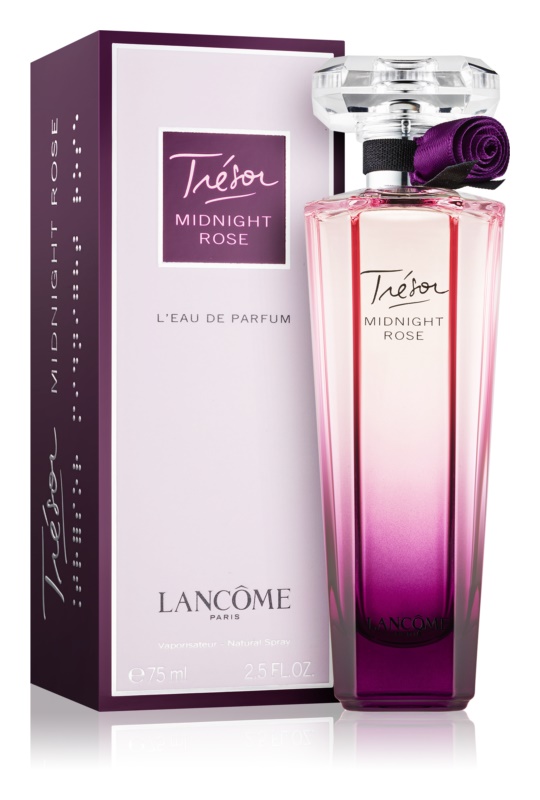 Trésor
MIDNIGHT
ROSE
L'EAU DE PARFUM
LANCÔME
PARIS
Vaporisateur - Natural Spray
e 75 ml 2.5 FL.OZ.
Trésor MIDNIGHT ROSE
Trésor
MIDNIGHT
ROSE
LANCÔME